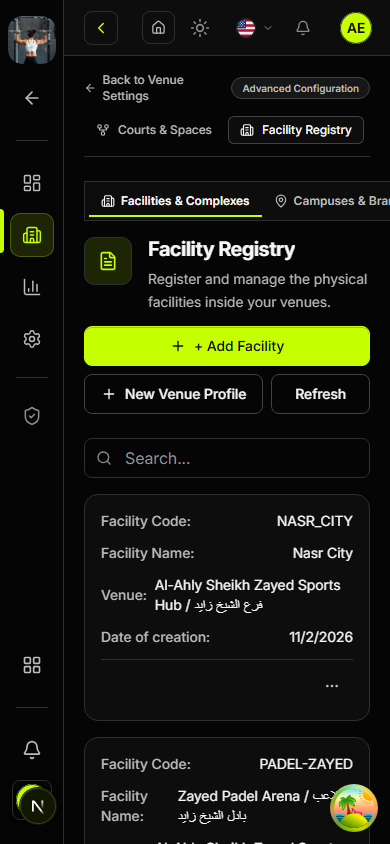 AE
Back to Venue
Settings
Advanced Configuration
Courts & Spaces
Facility Registry
Facilities & Complexes
Campuses & Bra
Facility Registry
Register and manage the physical
facilities inside your venues.
+ Add Facility
New Venue Profile
Refresh
Search...
Facility Code: NASR_CITY
Facility Name: Nasr City
Venue: Al-Ahly Sheikh Zayed Sports
Hub / فرع الشيخ زايد
Date of creation: 11/2/2026
...
Facility Code: PADEL-ZAYED
Facility Zayed Padel Arena /
Name: بادل الشيخ زايد
N